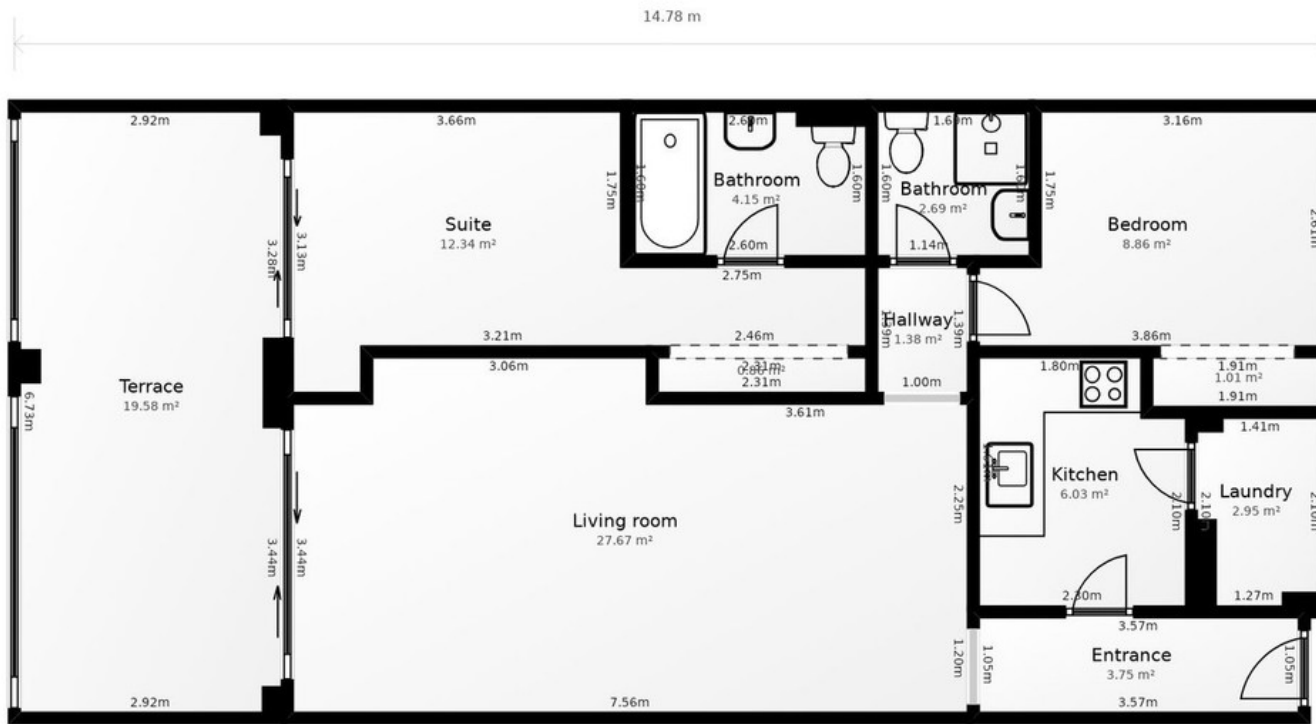 14.78 m
2.92m
3.66m
2.60m
3.16m
1.75m
1.60m
1.60m
1.60m
1.75m
Bathroom
4.15 m²
Bathroom
2.69 m²
Suite
12.34 m²
Bedroom
8.86 m²
3.28m
3.13m
2.60m
1.14m
2.75m
3.21m
2.46m
Hallway
1.38 m²
1.39m
3.86m
3.06m
2.31m
2.31m
1.00m
1.80m
1.91m
1.01 m²
1.91m
Terrace
19.58 m²
6.73m
3.61m
1.41m
Kitchen
6.03 m²
2.25m
2.10m
2.10m
Laundry
2.95 m²
Living room
27.67 m²
3.44m
3.44m
2.30m
1.27m
3.57m
1.20m
1.05m
Entrance
3.75 m²
1.05m
2.92m
7.56m
3.57m